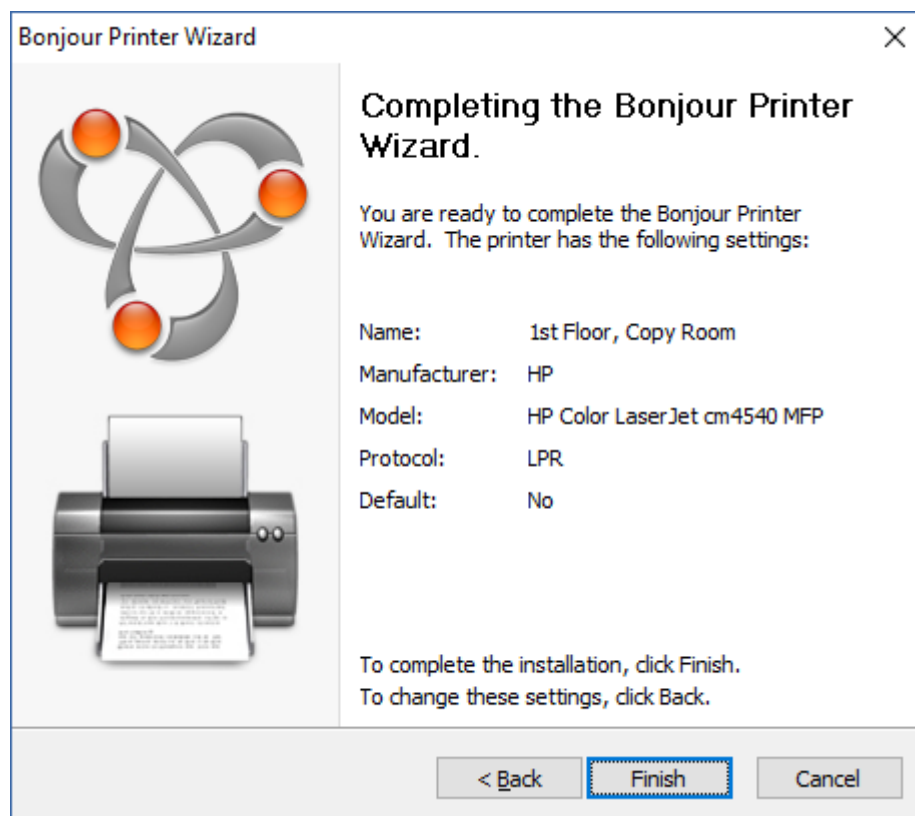 Bonjour Printer Wizard
Completing the Bonjour Printer
Wizard.
You are ready to complete the Bonjour Printer
Wizard. The printer has the following settings:
Name: 1st Floor, Copy Room
Manufacturer: HP
Model: HP Color LaserJet cm4540 MFP
Protocol: LPR
Default: No
To complete the installation, click Finish.
To change these settings, click Back.
< Back Finish Cancel